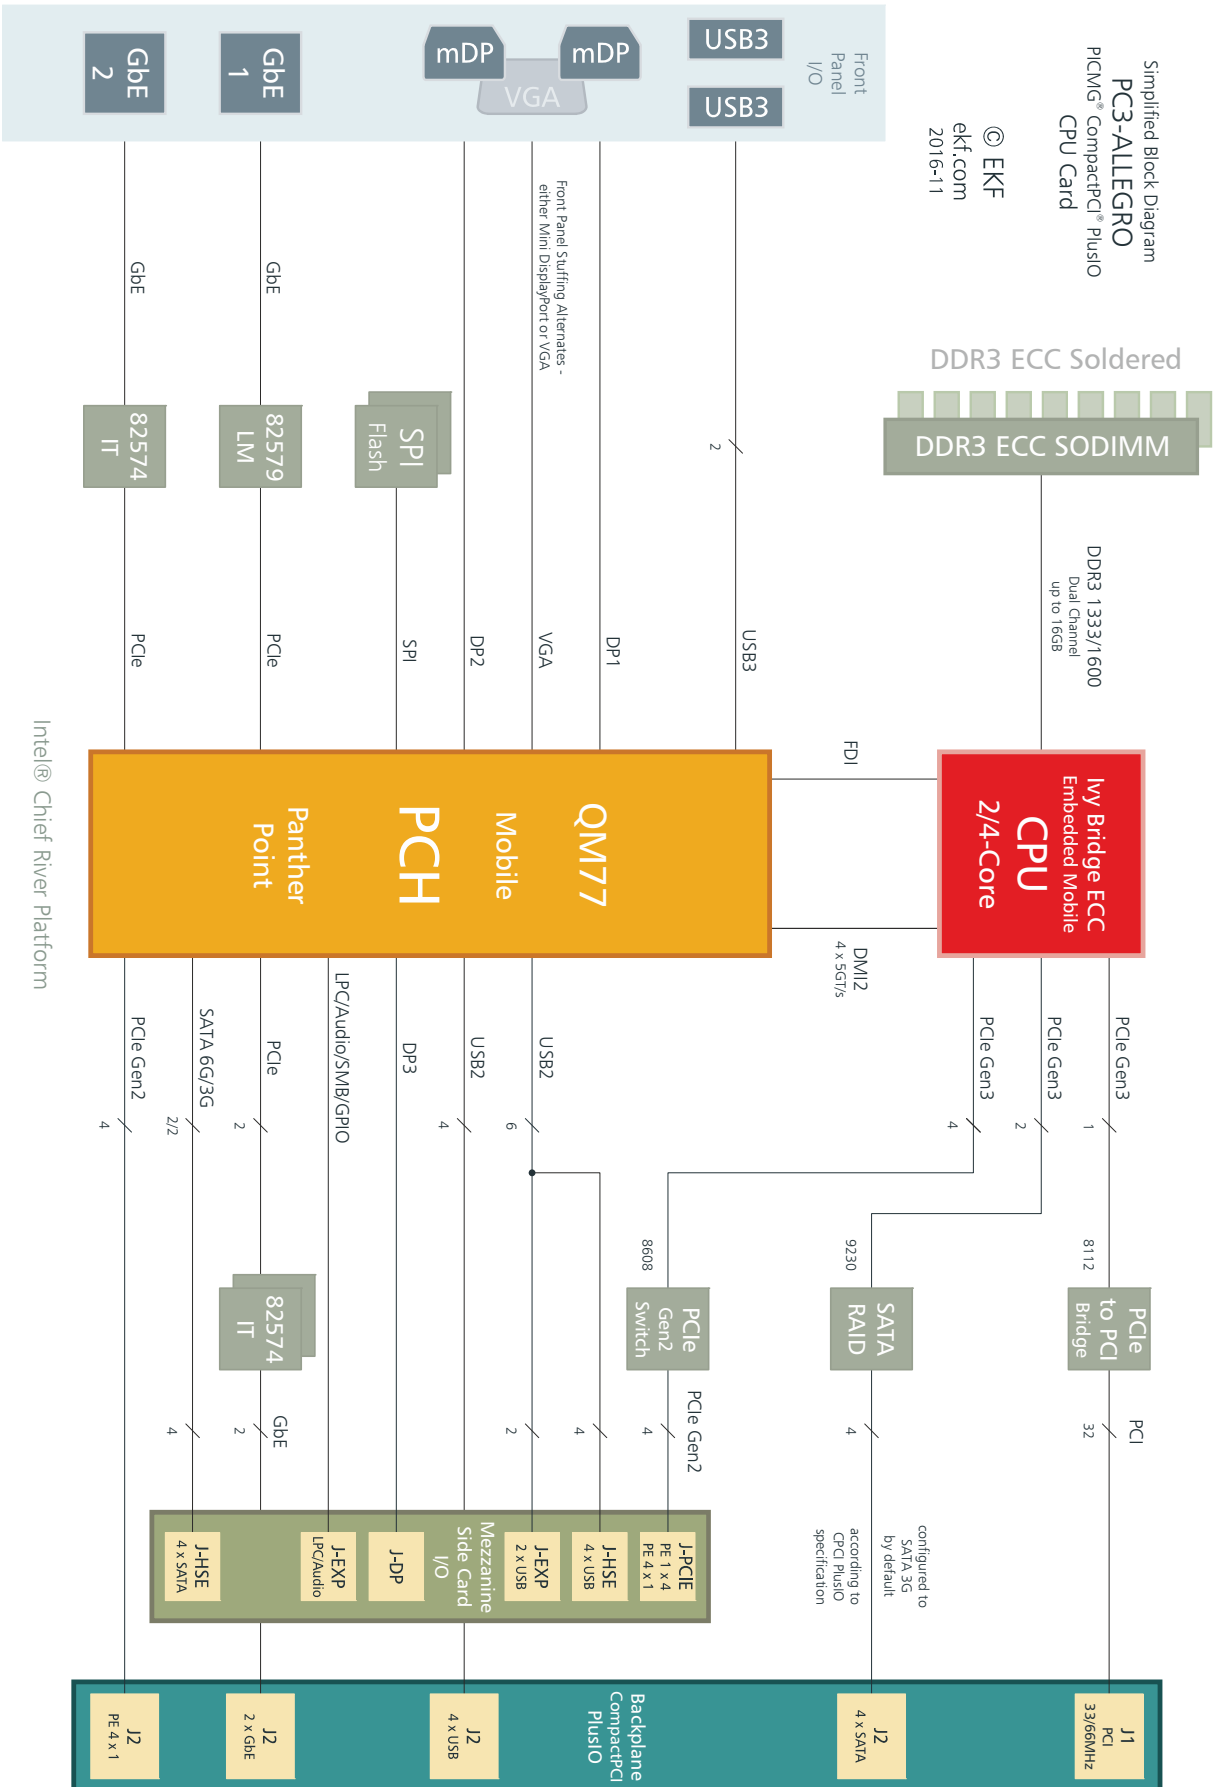 Simplified Block Diagram
PC3-ALLEGRO
PICMG® CompactPCI® PlusIO
CPU Card
© EKF
ekf.com
2016-11
Front
Panel
I/O
USB3
USB3
mDP
mDP
VGA
GbE
1
GbE
2
Front Panel Stuffing Alternates -
either Mini DisplayPort or VGA
GbE
GbE
DDR3 ECC Soldered
DDR3 ECC SODIMM
2
SPI
Flash
82579
LM
82574
IT
DDR3 1333/1600
Dual Channel
up to 16GB
USB3
DP1
VGA
DP2
SPI
PCIe
PCIe
Ivy Bridge ECC
Embedded Mobile
CPU
2/4-Core
FDI
DMI2
4 x 5GT/s
QM77
Mobile
PCH
Panther
Point
Intel® Chief River Platform
PCIe Gen3
1
PCIe Gen3
2
PCIe Gen3
4
USB2
6
USB2
4
DP3
LPC/Audio/SMB/GPIO
PCIe
2
SATA 6G/3G
2/2
PCIe Gen2
4
8112
PCIe
to PCI
Bridge
9230
SATA
RAID
8608
PCIe
Gen2
Switch
82574
IT
PCI
32
4
PCIe Gen2
4
4
2
GbE
2
4
configured to
SATA 3G
by default
according to
CPCI PlusIO
specification
J-PCIE
PE 1 x 4
PE 4 x 1
J-HSE
4 x USB
J-EXP
2 x USB
Mezzanine
Side Card
I/O
J-DP
J-EXP
LPC/Audio
J-HSE
4 x SATA
J1
PCI
33/66MHz
J2
4 x SATA
Backplane
CompactPCI
PlusIO
J2
4 x USB
J2
2 x GbE
J2
PE 4 x 1